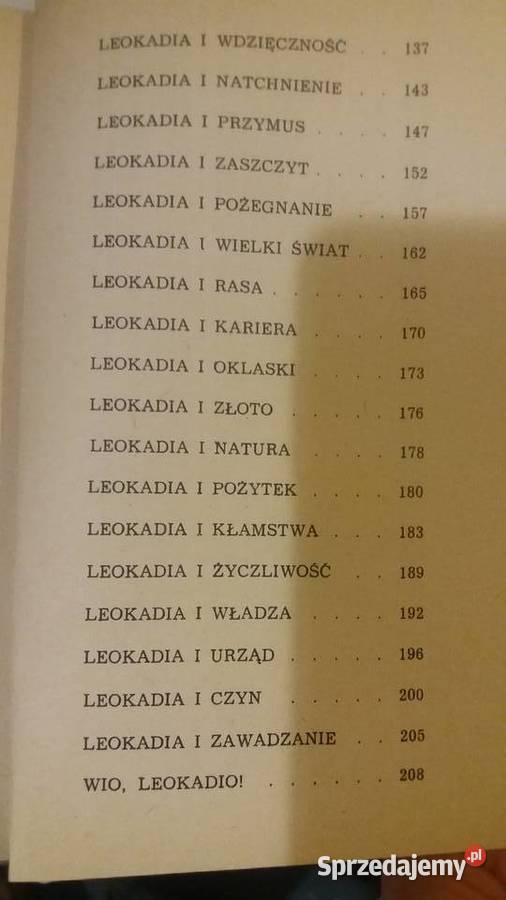 LEOKADIA I WDZIĘCZNOŚĆ . . 137
LEOKADIA I NATCHNIENIE . . 143
LEOKADIA I PRZYMUS . . . . 147
LEOKADIA I ZASZCZYT . . . . 152
LEOKADIA I POŻEGNANIE . . 157
LEOKADIA I WIELKI ŚWIAT . . 162
LEOKADIA I RASA . . . . . . 165
LEOKADIA I KARIERA . . . . 170
LEOKADIA I OKLASKI . . . . 173
LEOKADIA I ZŁOTO . . . . . 176
LEOKADIA I NATURA . . . . 178
LEOKADIA I POŻYTEK . . . . 180
LEOKADIA I KŁAMSTWA . . . 183
LEOKADIA I ŻYCZLIWOŚĆ . . 189
LEOKADIA I WŁADZA . . . . 192
LEOKADIA I URZĄD . . . . . 196
LEOKADIA I CZYN . . . . . 200
LEOKADIA I ZAWADZANIE . . 205
WIO, LEOKADIO! . . . . . . 208
Sprzedajemy.pl